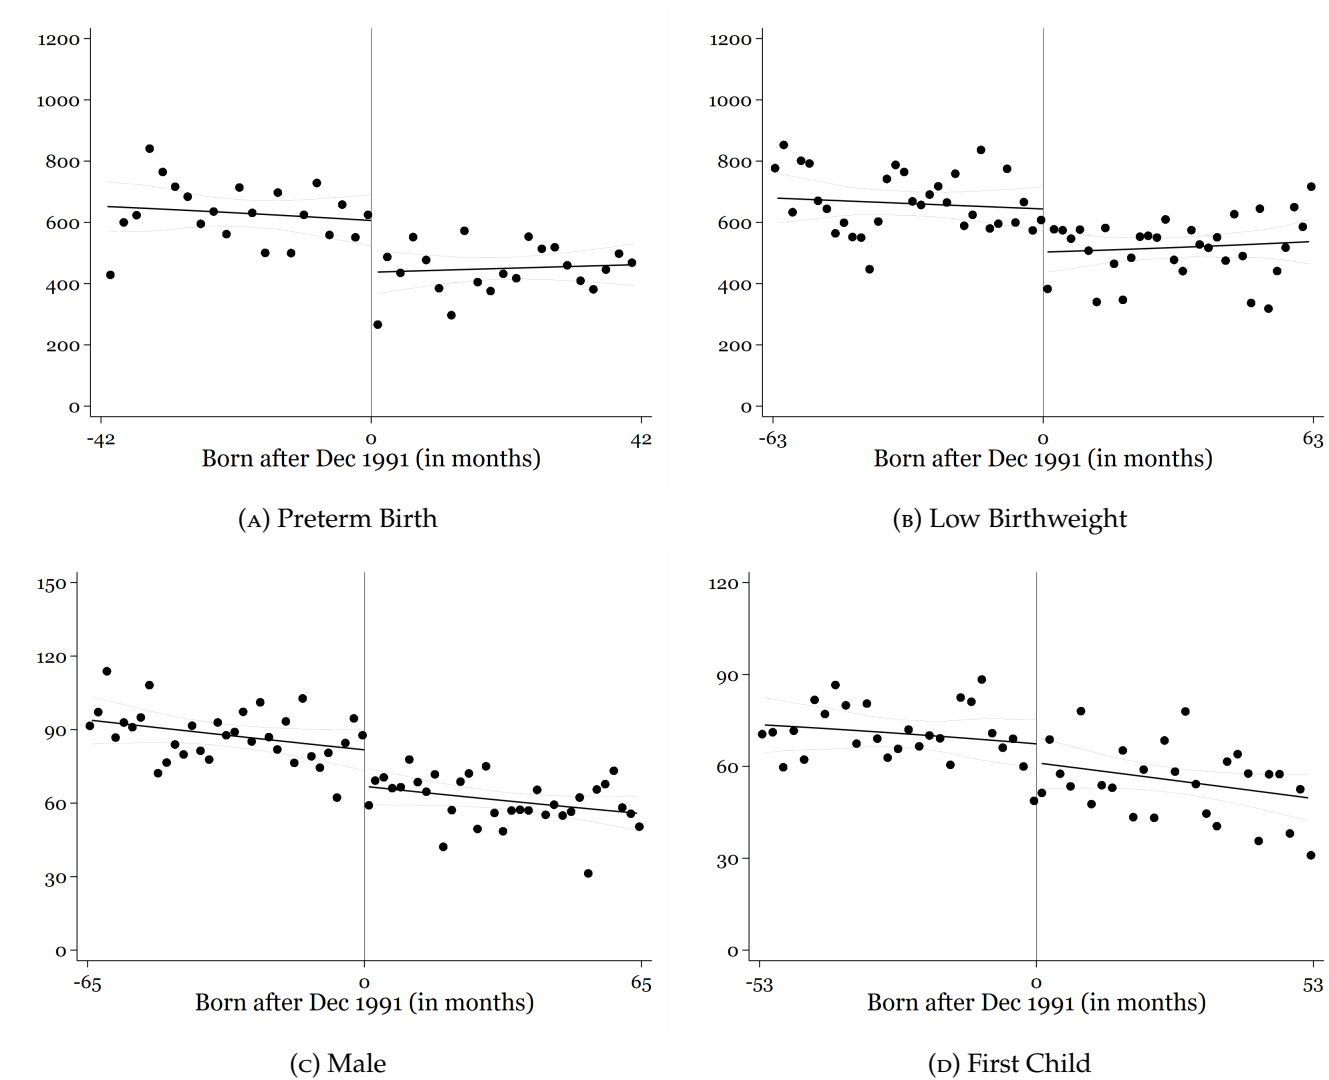 1200
1000
800
600
400
200
0
-42 0 42
Born after Dec 1991 (in months)
(A) Preterm Birth
1200
1000
800
600
400
200
0
-63 0 63
Born after Dec 1991 (in months)
(B) Low Birthweight
150
120
90
60
30
0
-65 0 65
Born after Dec 1991 (in months)
(C) Male
120
90
60
30
0
-53 0 53
Born after Dec 1991 (in months)
(D) First Child